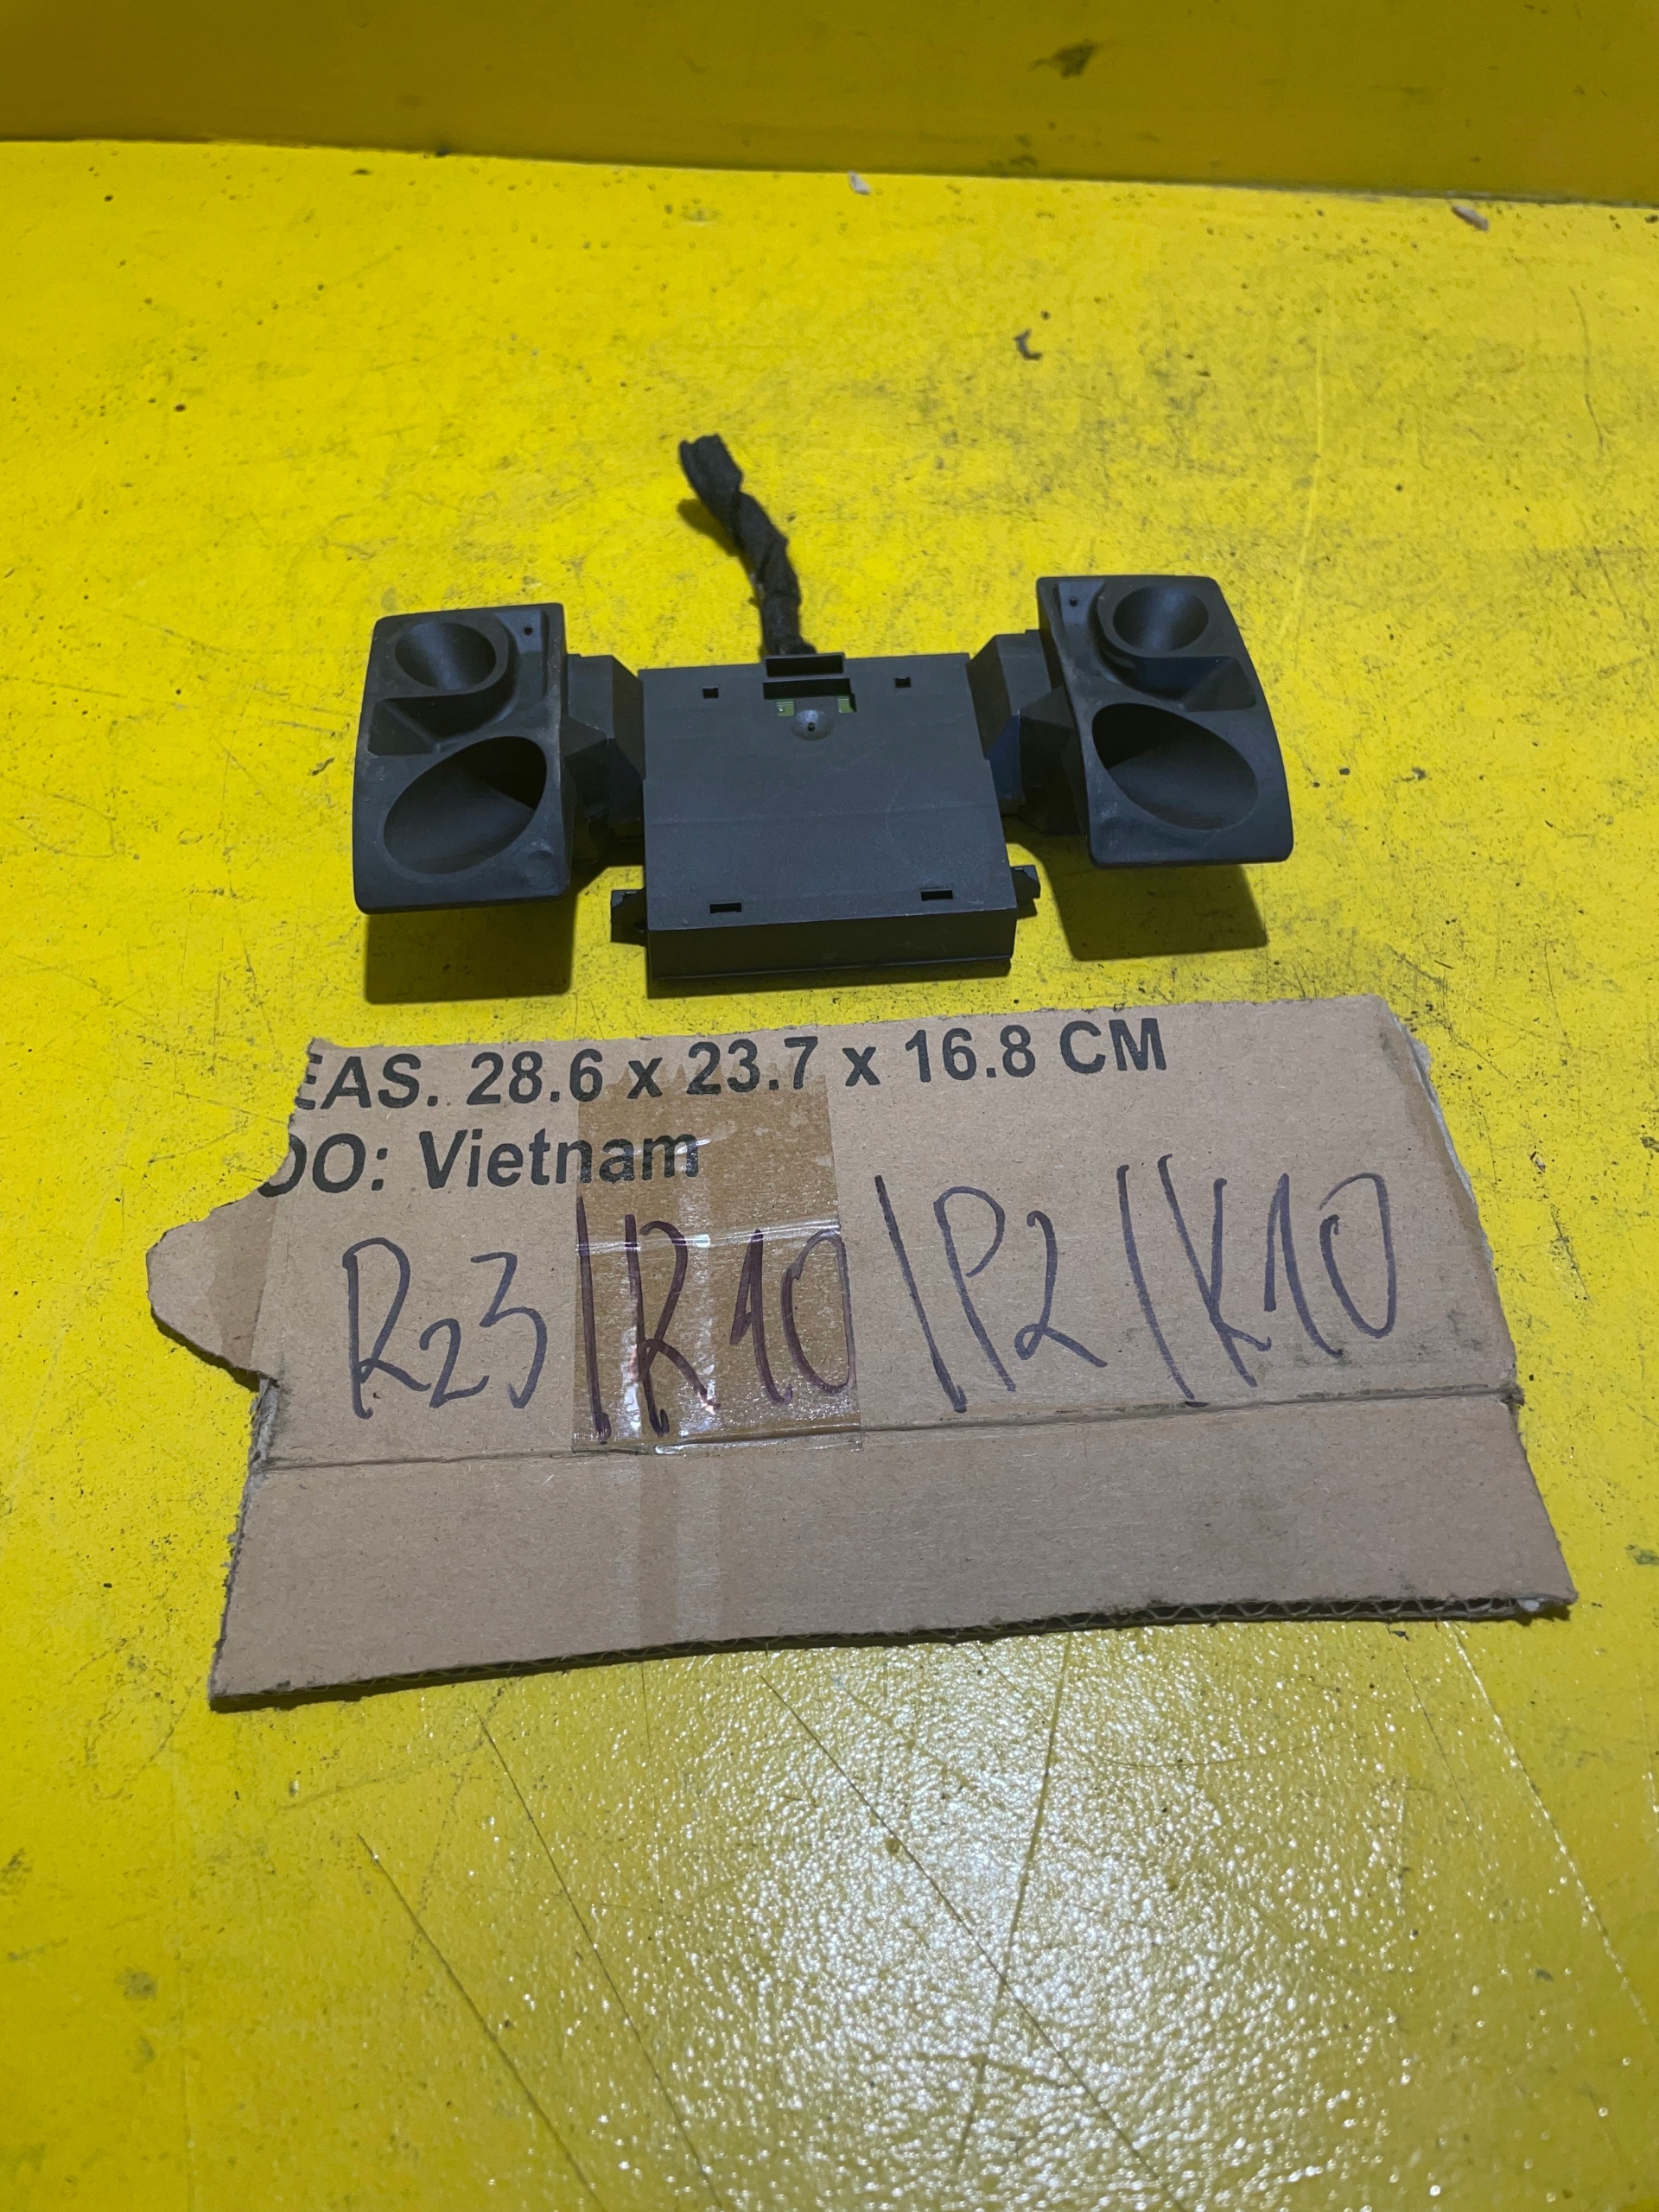 EAS. 28.6 x 23.7 x 16.8 CM
OO: Vietnam
R23/R10/P2/K10